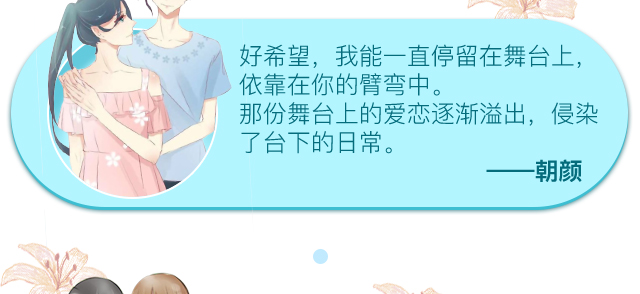 好希望，我能一直停留在舞台上，
依靠在你的臂弯中。
那份舞台上的爱恋逐渐溢出，侵染
了台下的日常。
——朝颜